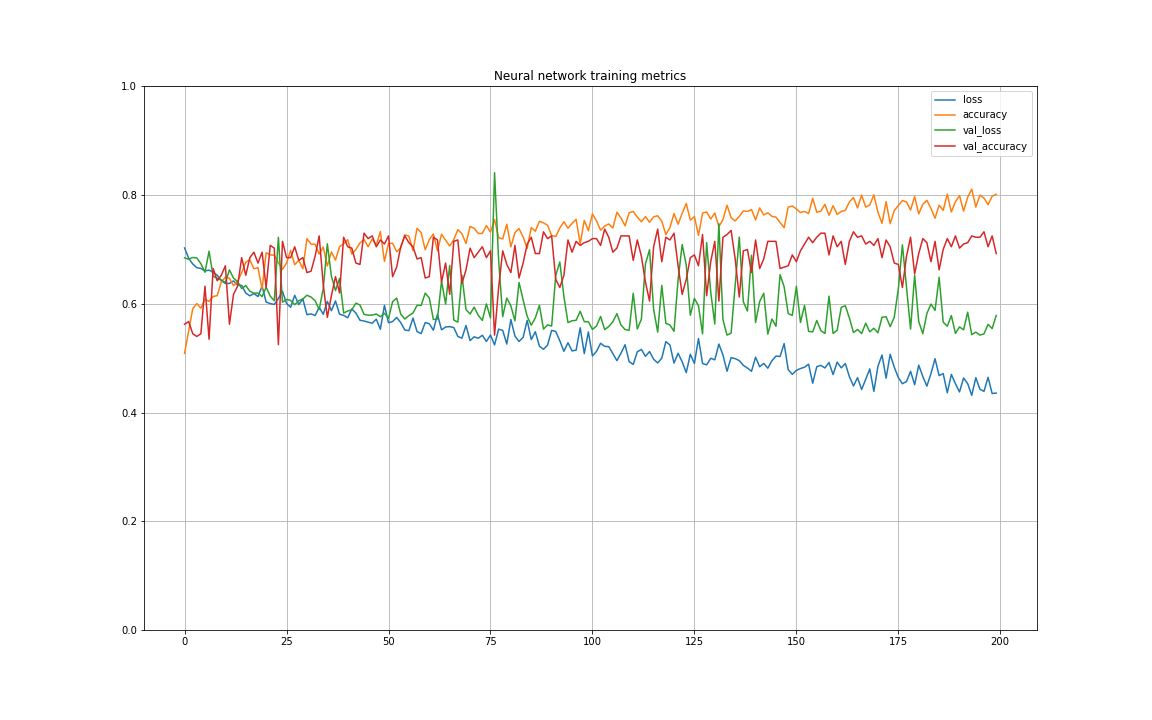 Neural network training metrics
loss
accuracy
val_loss
val_accuracy
1.0
0.8
0.6
0.4
0.2
0.0
0 25 50 75 100 125 150 175 200